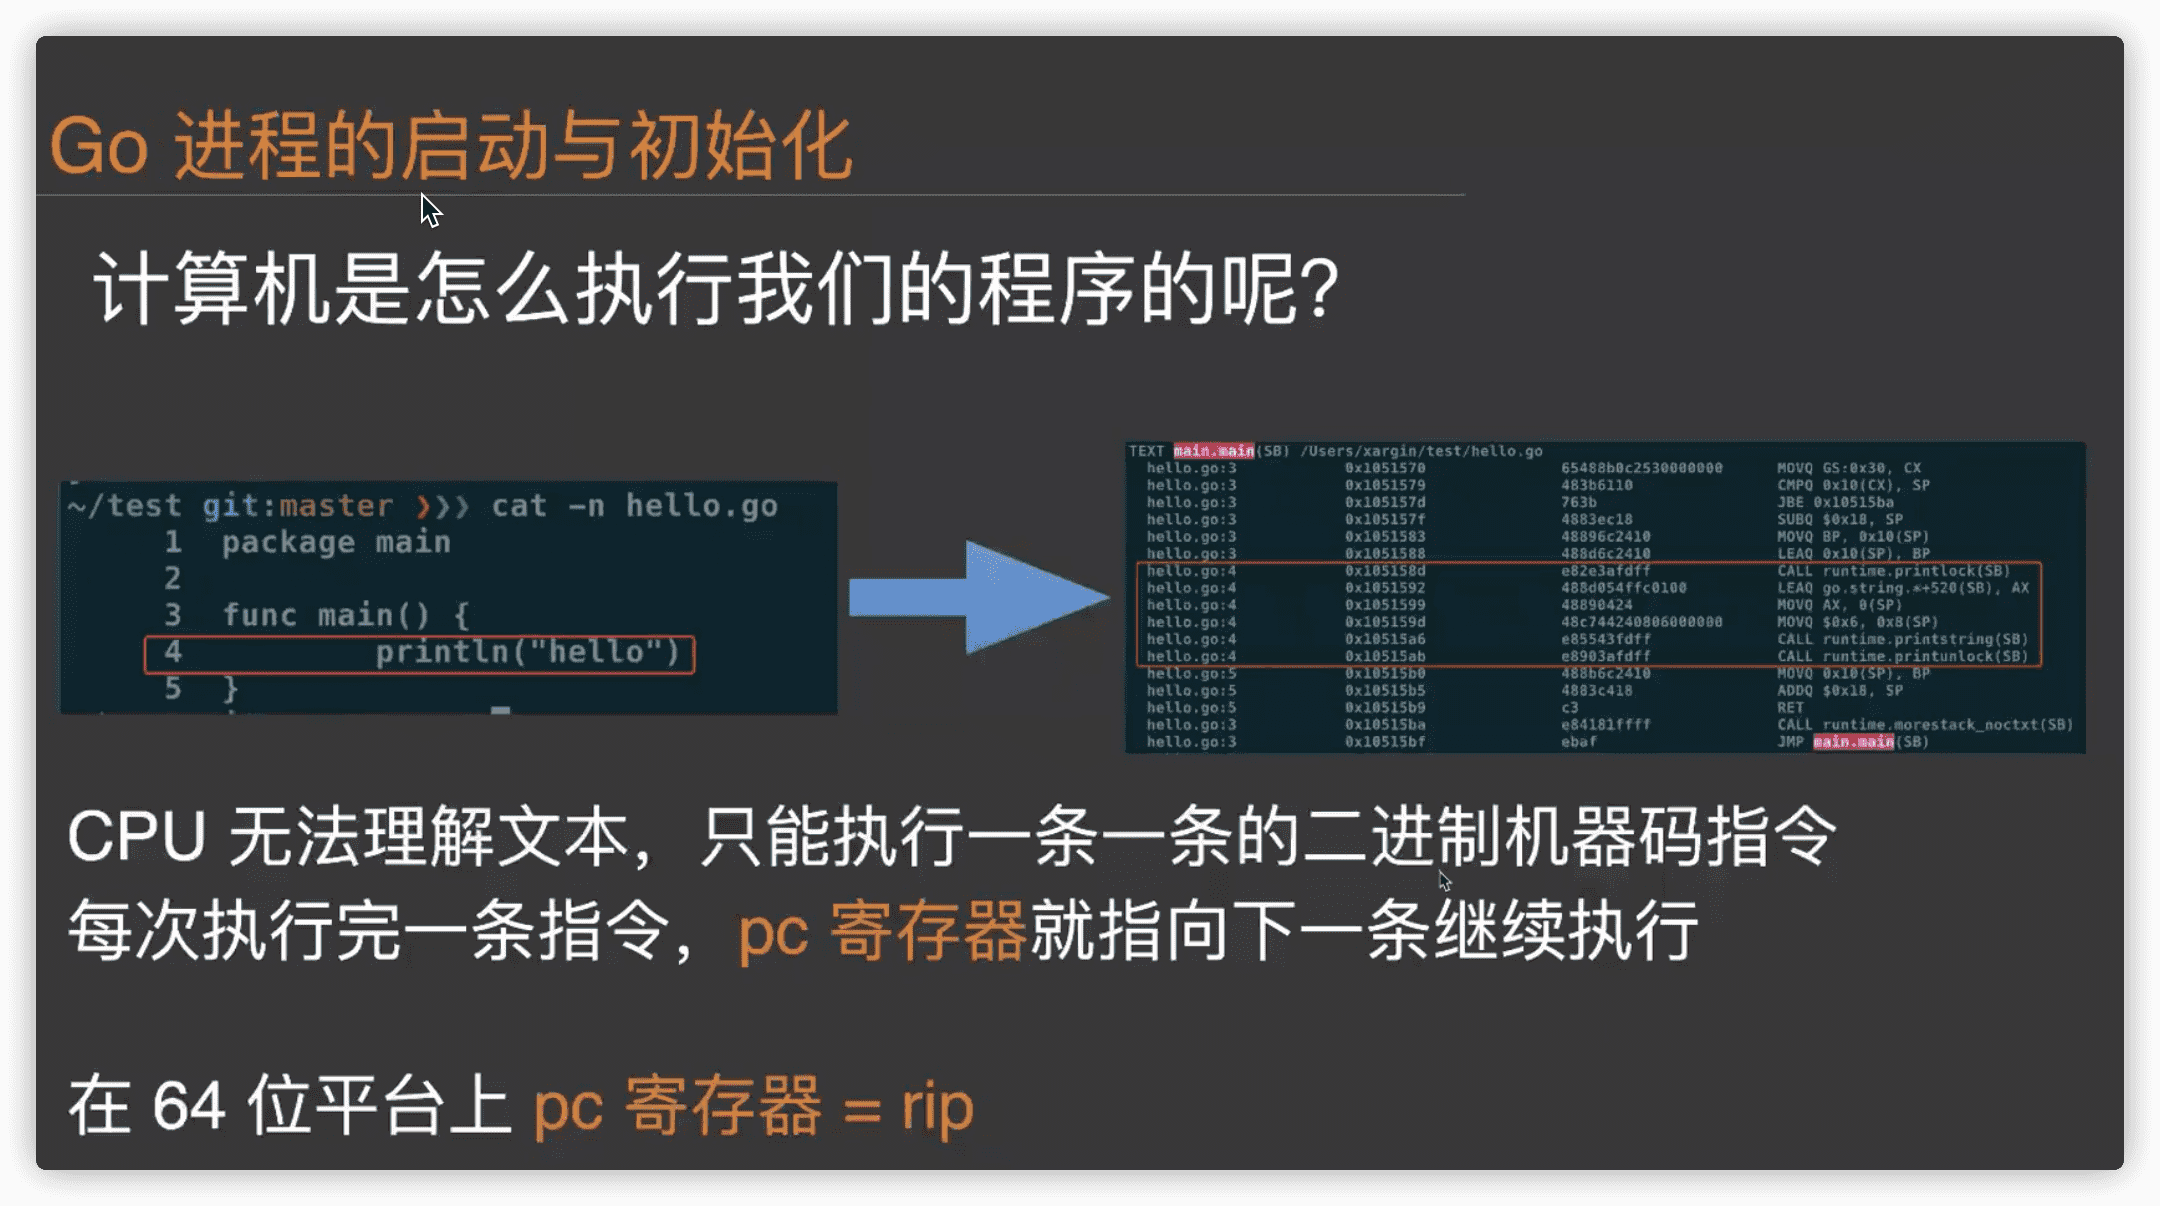 Go 进程的启动与初始化
计算机是怎么执行我们的程序的呢?
~/test git:master ❯❯❯ cat -n hello.go
1 package main
2
3 func main() {
4 println("hello")
5 }
TEXT main.main(SB) /Users/xargin/test/hello.go
hello.go:3 0x1051570 65488b0c2530000000 MOVQ GS:0x30, CX
hello.go:3 0x1051579 483b6110 CMPQ 0x10(CX), SP
hello.go:3 0x105157d 763b JBE 0x10515ba
hello.go:3 0x105157f 4883ec18 SUBQ $0x18, SP
hello.go:3 0x1051583 48896c2410 MOVQ BP, 0x10(SP)
hello.go:3 0x1051588 488d6c2410 LEAQ 0x10(SP), BP
hello.go:4 0x105158d e82e3afdff CALL runtime.printlock(SB)
hello.go:4 0x1051592 488d054ffc0100 LEAQ go.string.*+520(SB), AX
hello.go:4 0x1051599 48890424 MOVQ AX, 0(SP)
hello.go:4 0x105159d 48c744240806000000 MOVQ $0x6, 0x8(SP)
hello.go:4 0x10515a6 e85543fdff CALL runtime.printstring(SB)
hello.go:4 0x10515ab e8903afdff CALL runtime.printunlock(SB)
hello.go:5 0x10515b0 488b6c2410 MOVQ 0x10(SP), BP
hello.go:5 0x10515b5 4883c418 ADDQ $0x18, SP
hello.go:5 0x10515b9 c3 RET
hello.go:3 0x10515ba e84181ffff CALL runtime.morestack_noctxt(SB)
hello.go:3 0x10515bf ebaf JMP main.main(SB)
CPU 无法理解文本，只能执行一条一条的二进制机器码指令
每次执行完一条指令，pc 寄存器就指向下一条继续执行
在 64 位平台上 pc 寄存器 = rip